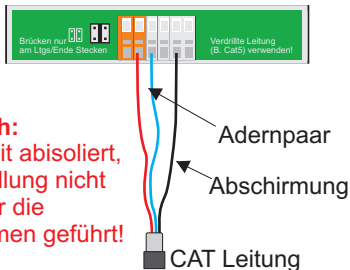 Brücken nur
am Ltgs/Ende Stecken
Verdrillte Leitung
(B. Cat5) verwenden!
h:
it abisoliert,
llung nicht
r die
men geführt!
Adernpaar
Abschirmung
CAT Leitung